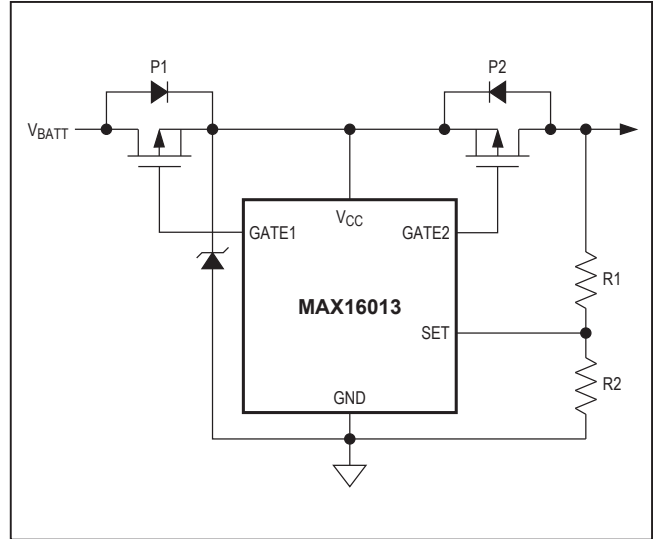 P1
P2
VBATT
VCC
GATE1
GATE2
R1
MAX16013
SET
R2
GND